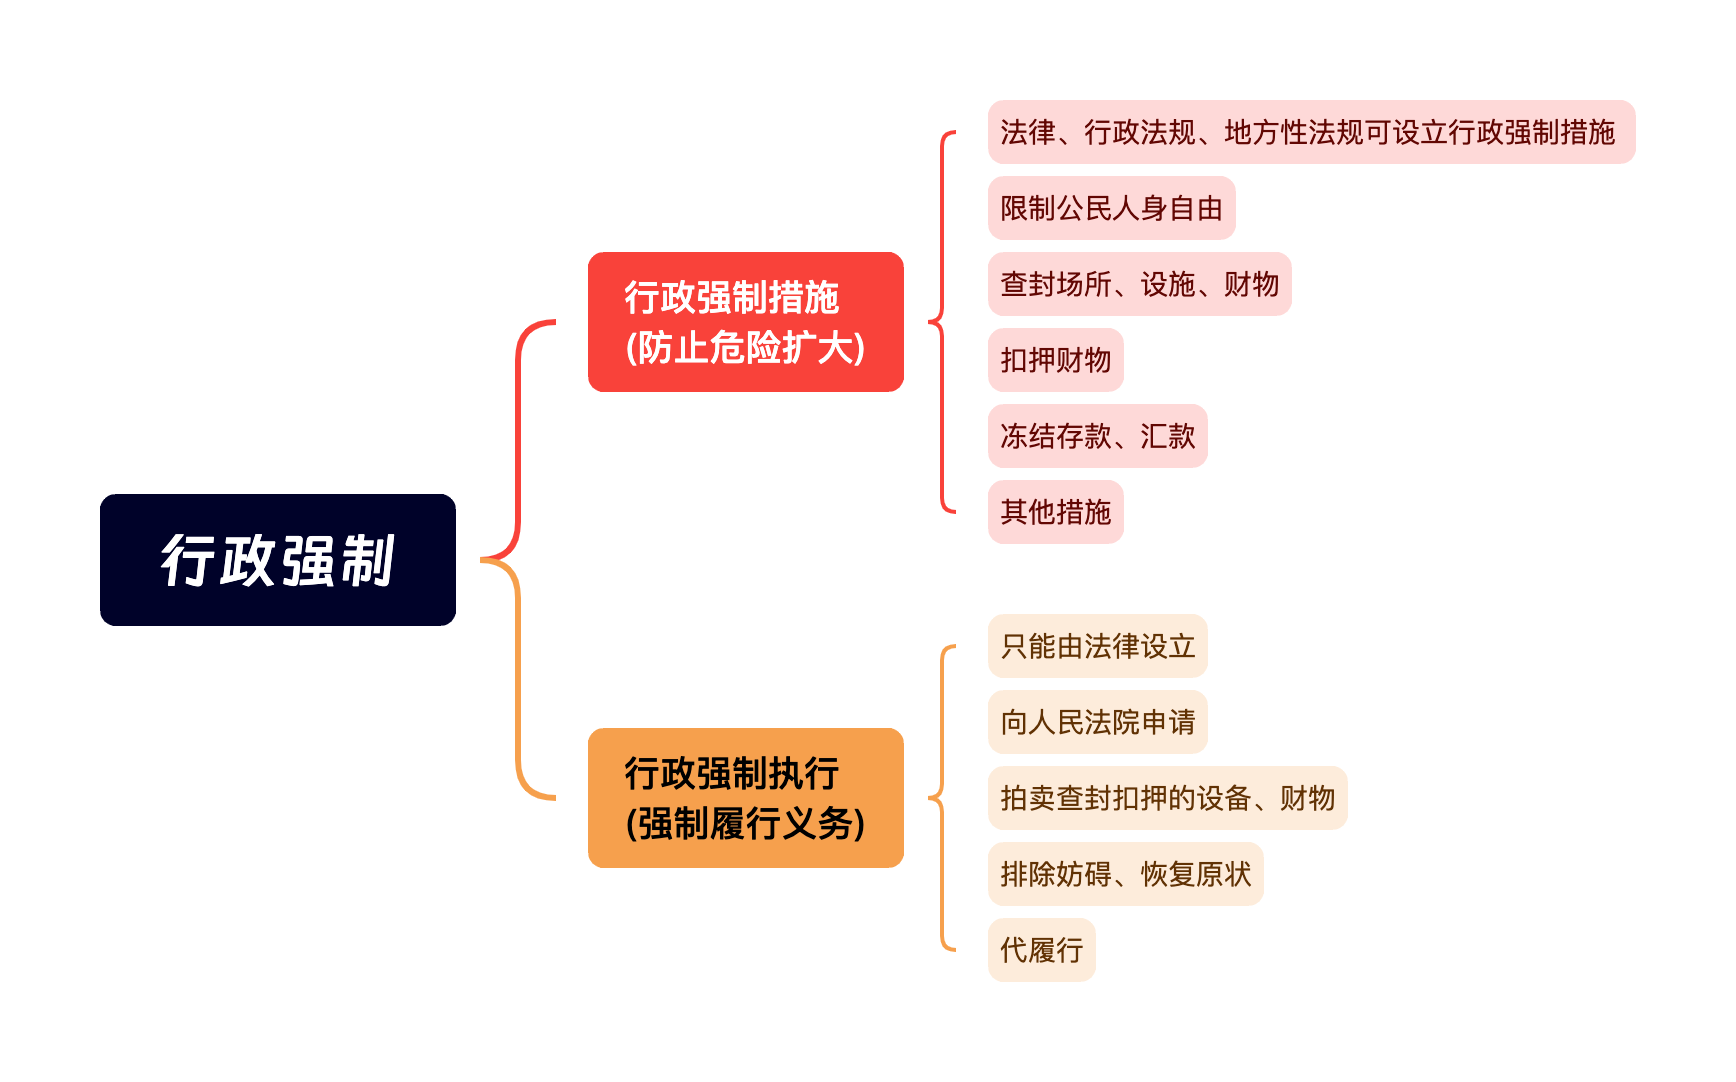 行政强制
行政强制措施
(防止危险扩大)
法律、行政法规、地方性法规可设立行政强制措施
限制公民人身自由
查封场所、设施、财物
扣押财物
冻结存款、汇款
其他措施
行政强制执行
(强制履行义务)
只能由法律设立
向人民法院申请
拍卖查封扣押的设备、财物
排除妨碍、恢复原状
代履行